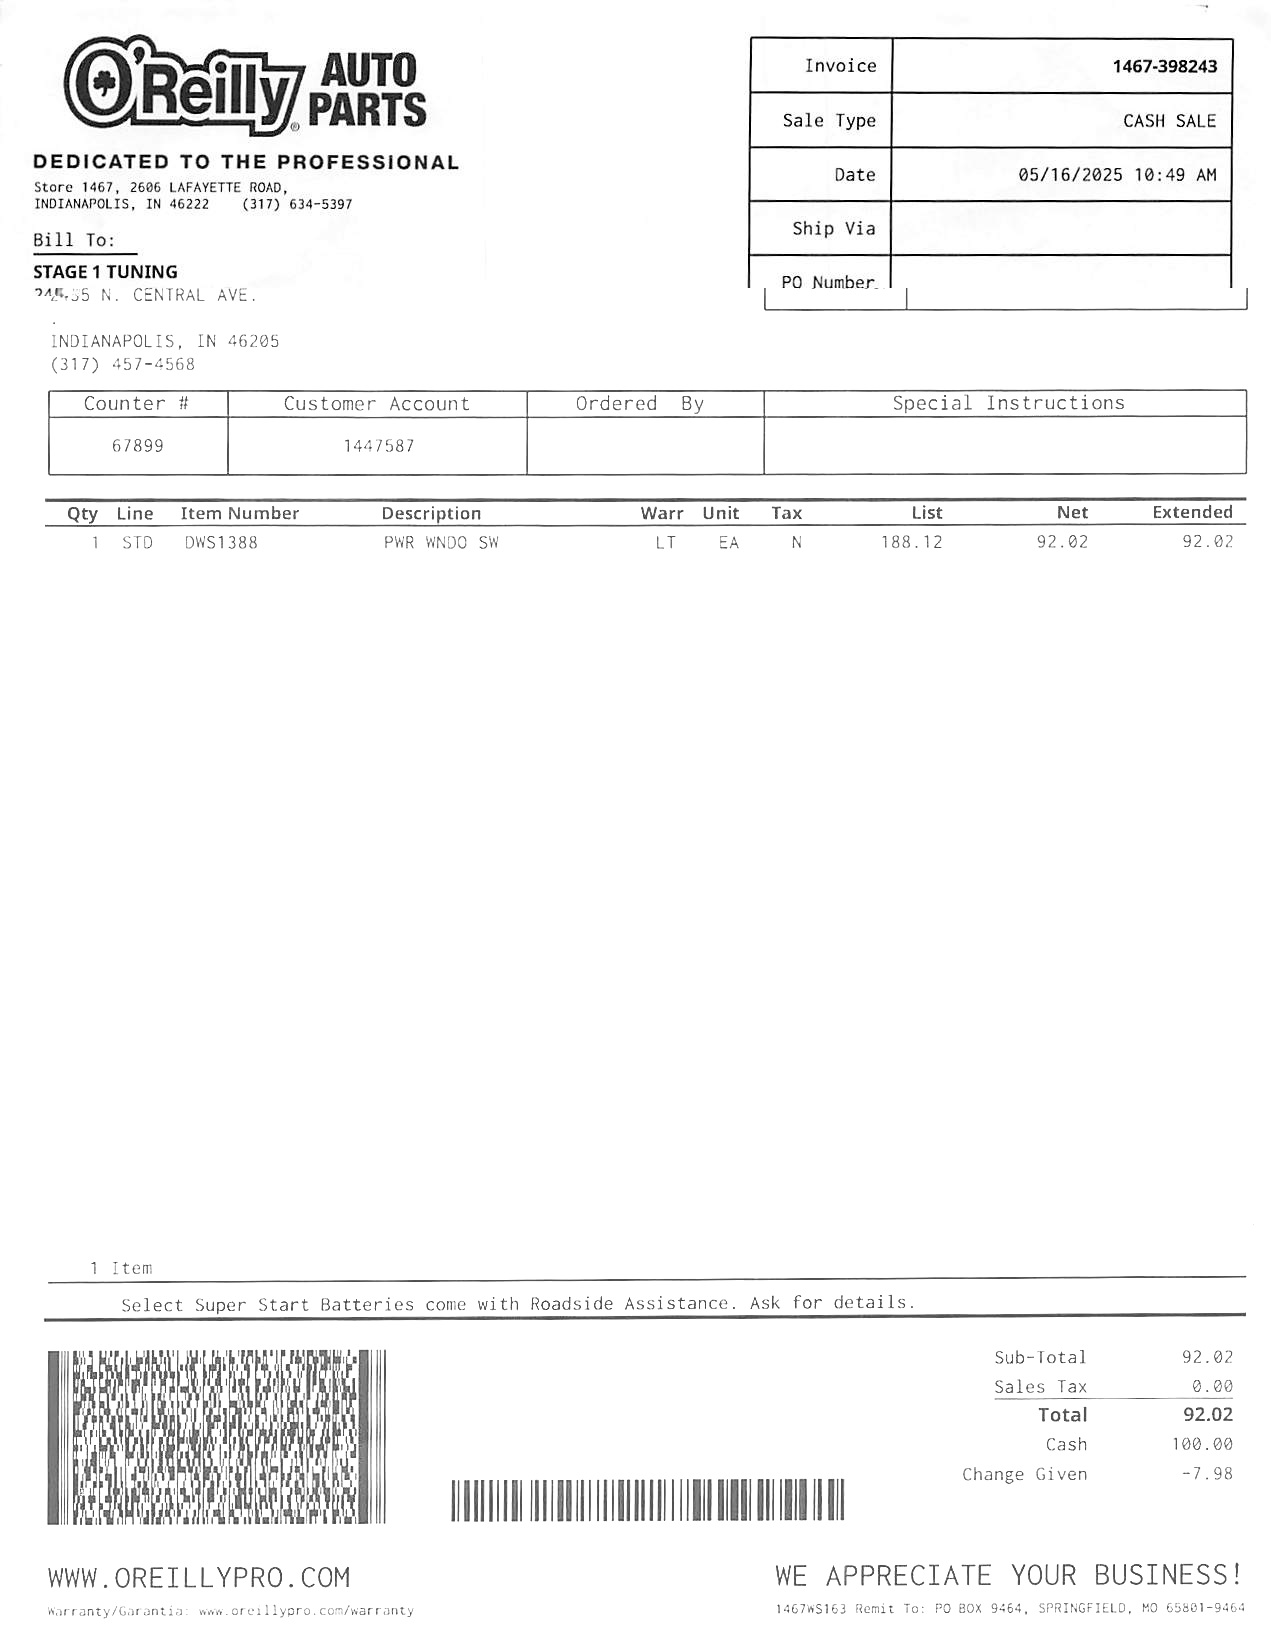 O'Reilly AUTO PARTS
DEDICATED TO THE PROFESSIONAL
Store 1467, 2606 LAFAYETTE ROAD,
INDIANAPOLIS, IN 46222 (317) 634-5397
Invoice 1467-398243
Sale Type CASH SALE
Date 05/16/2025 10:49 AM
Ship Via
PO Number
Bill To:
STAGE 1 TUNING
N. CENTRAL AVE.
.
INDIANAPOLIS, IN 46205
(317) 457-4568
Counter # Customer Account Ordered By Special Instructions
67899 1447587
Qty Line Item Number Description Warr Unit Tax List Net Extended
1 STD DWS1388 PWR WNDO SW LT EA N 188.12 92.02 92.02
1 Item
Select Super Start Batteries come with Roadside Assistance. Ask for details.
Sub-Total 92.02
Sales Tax 0.00
Total 92.02
Cash 100.00
Change Given -7.98
WWW.OREILLYPRO.COM
WE APPRECIATE YOUR BUSINESS!
Warranty/Garantia: www.oreillypro.com/warranty
1467WS163 Remit To: PO BOX 9464, SPRINGFIELD, MO 65801-9464